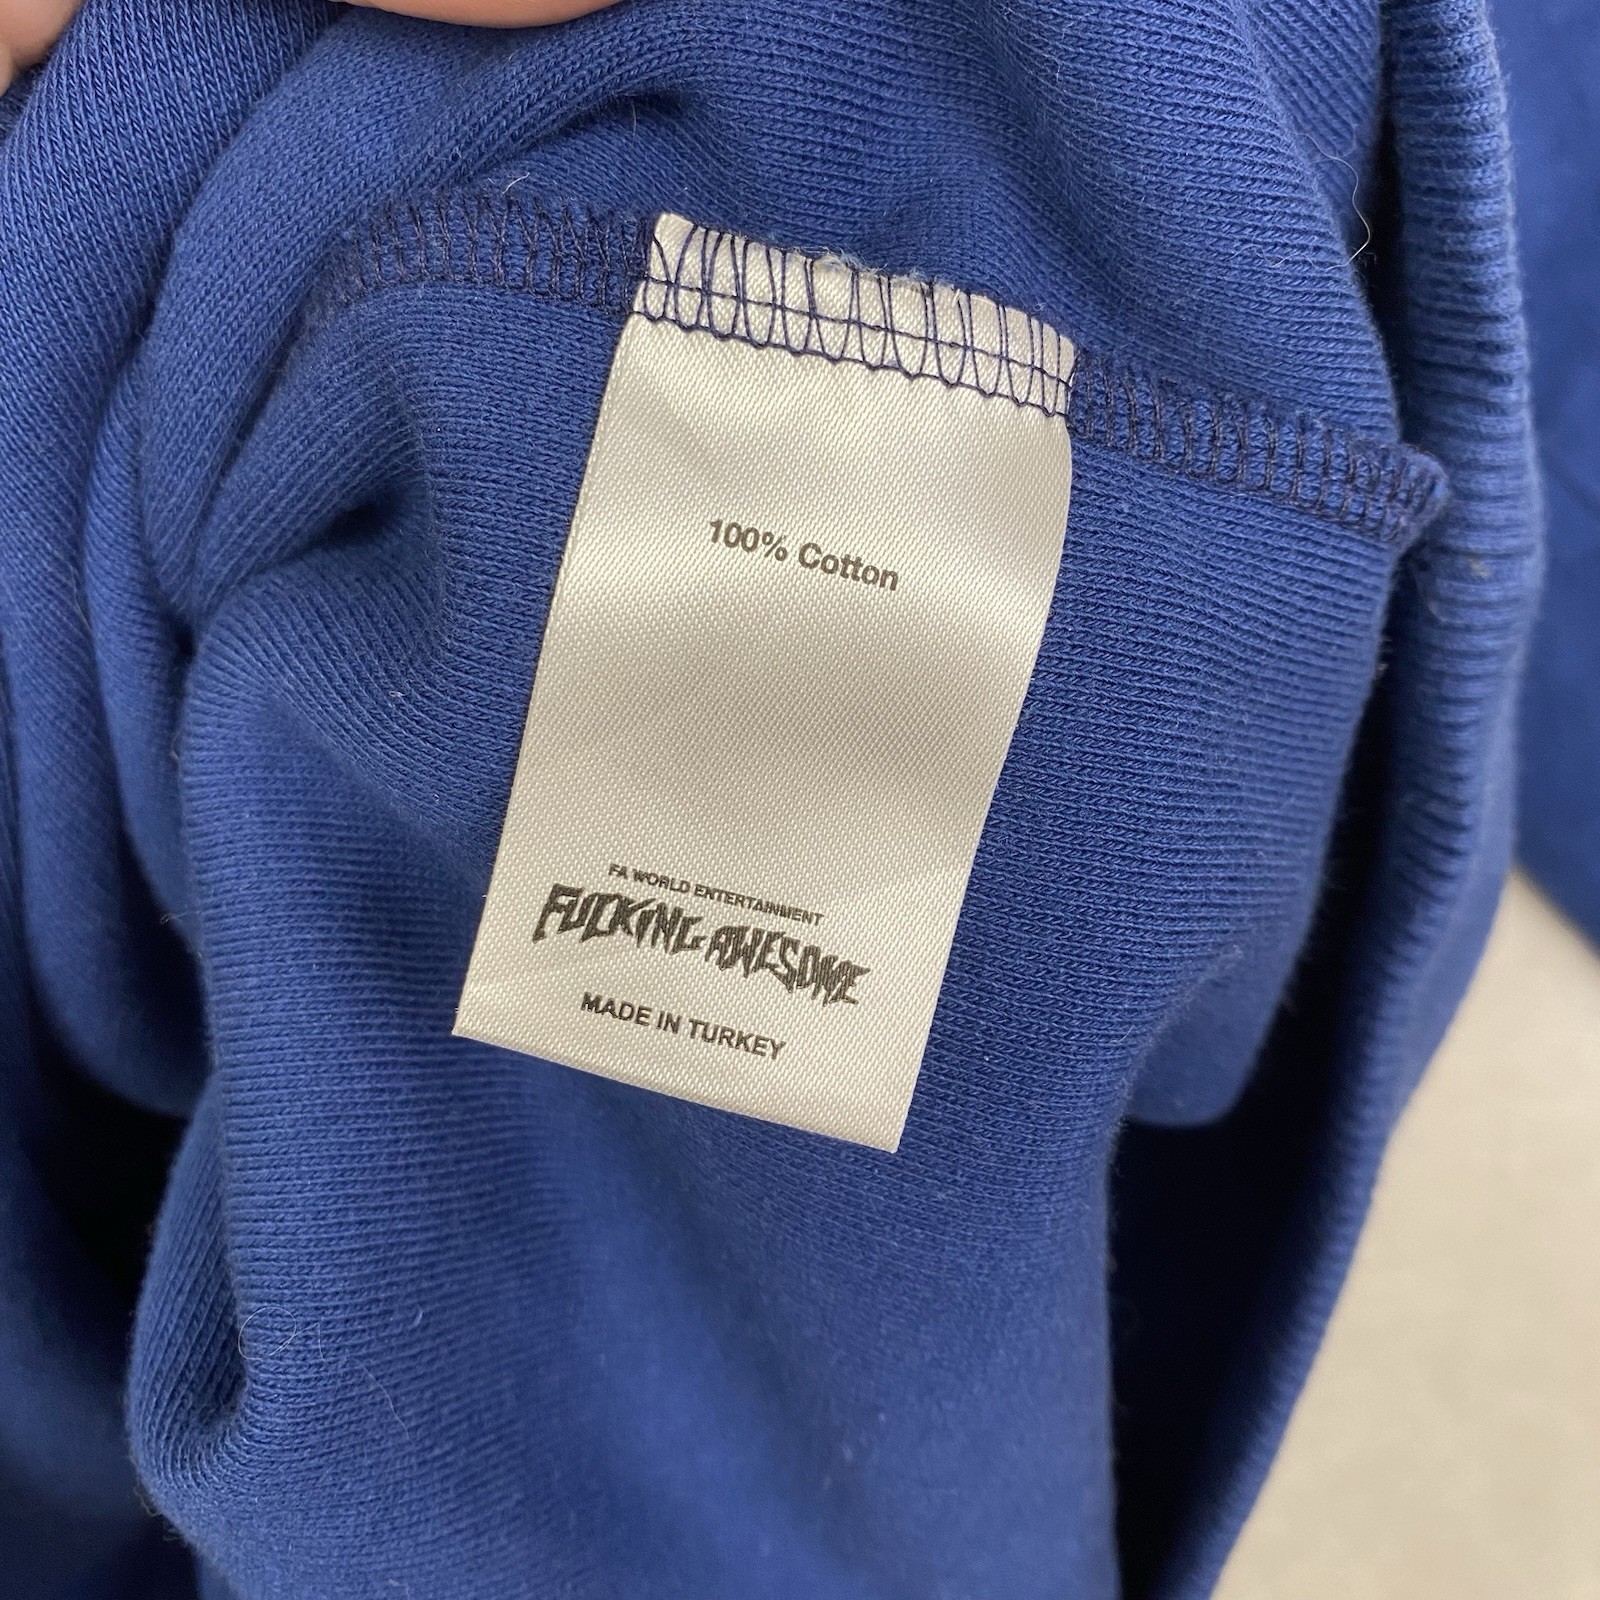 100% Cotton
FA WORLD ENTERTAINMENT
FUCKING AWESOME
MADE IN TURKEY